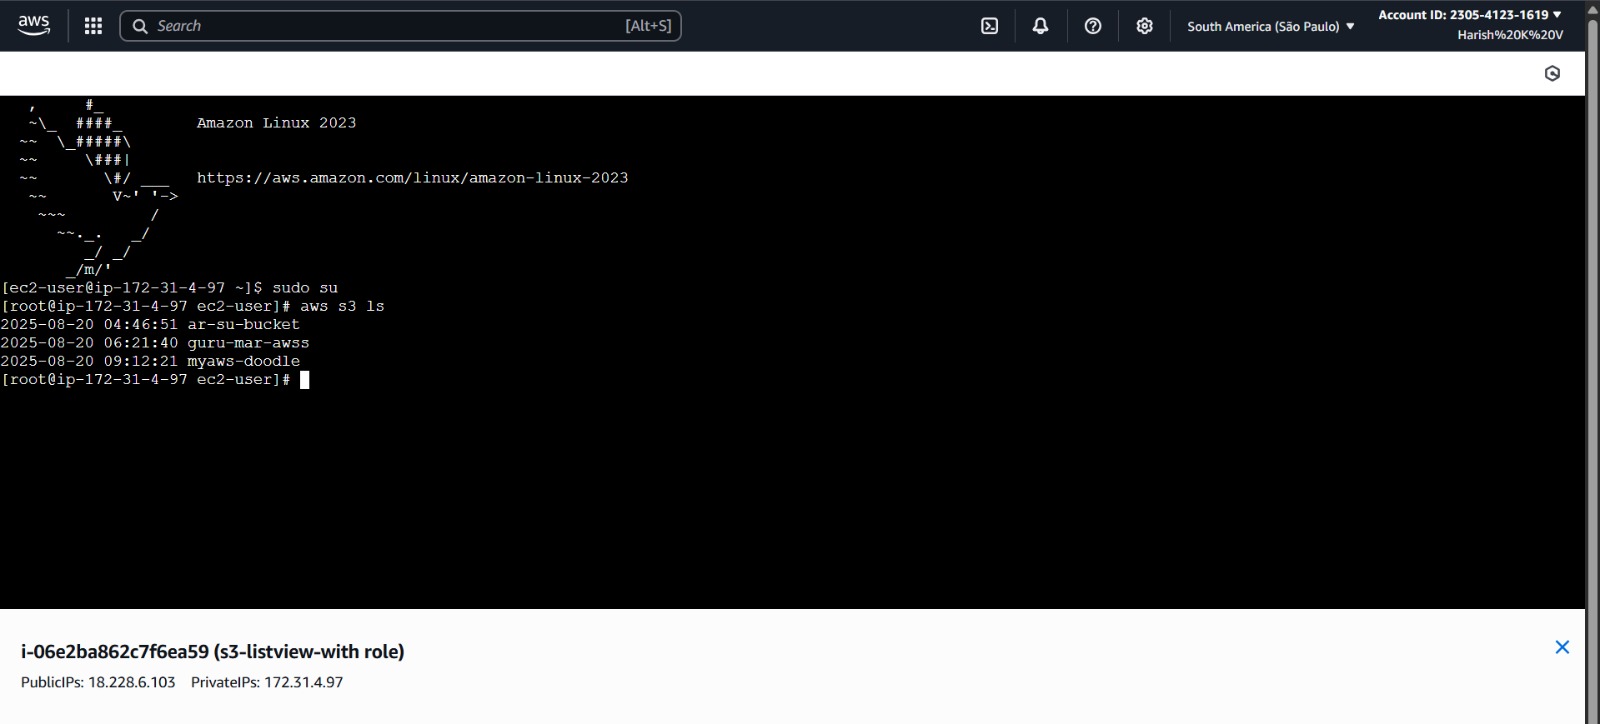 aws
Search
[Alt+S]
South America (São Paulo) ▼
Account ID: 2305-4123-1619 ▼
Harish%20K%20V
   ,     #_
   ~\_  ####_        Amazon Linux 2023
  ~~  \_#####\
  ~~     \###|
  ~~       \#/ ___   https://aws.amazon.com/linux/amazon-linux-2023
   ~~       V~' '->
    ~~~         /
      ~~._.   _/
         _/ _/
       _/m/'
[ec2-user@ip-172-31-4-97 ~]$ sudo su
[root@ip-172-31-4-97 ec2-user]# aws s3 ls
2025-08-20 04:46:51 ar-su-bucket
2025-08-20 06:21:40 guru-mar-awss
2025-08-20 09:12:21 myaws-doodle
[root@ip-172-31-4-97 ec2-user]#
i-06e2ba862c7f6ea59 (s3-listview-with role)
PublicIPs: 18.228.6.103 PrivateIPs: 172.31.4.97